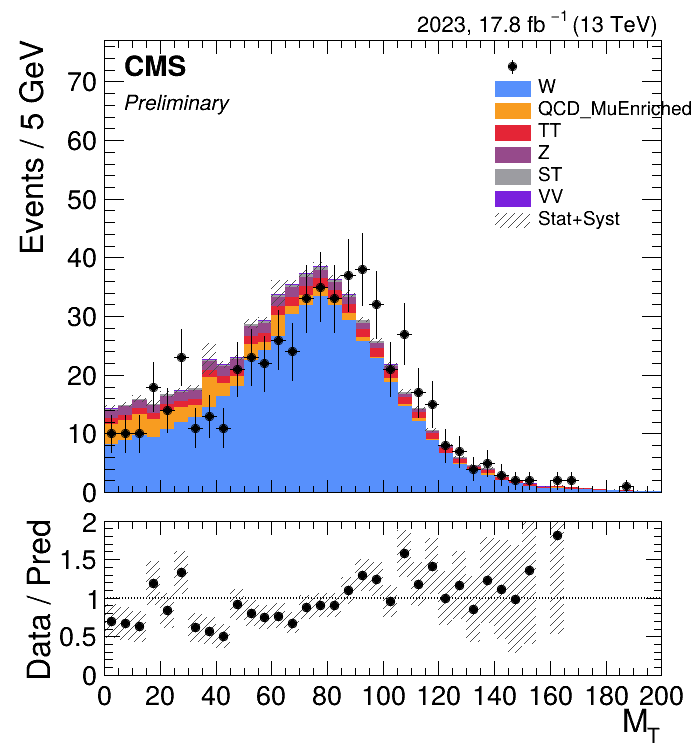 2023, 17.8 fb⁻¹ (13 TeV)
CMS
Preliminary
W
QCD_MuEnriched
TT
Z
ST
VV
Stat+Syst
Events / 5 GeV
70
60
50
40
30
20
10
0
Data / Pred
2
1.5
1
0.5
0
0 20 40 60 80 100 120 140 160 180 200
M_T